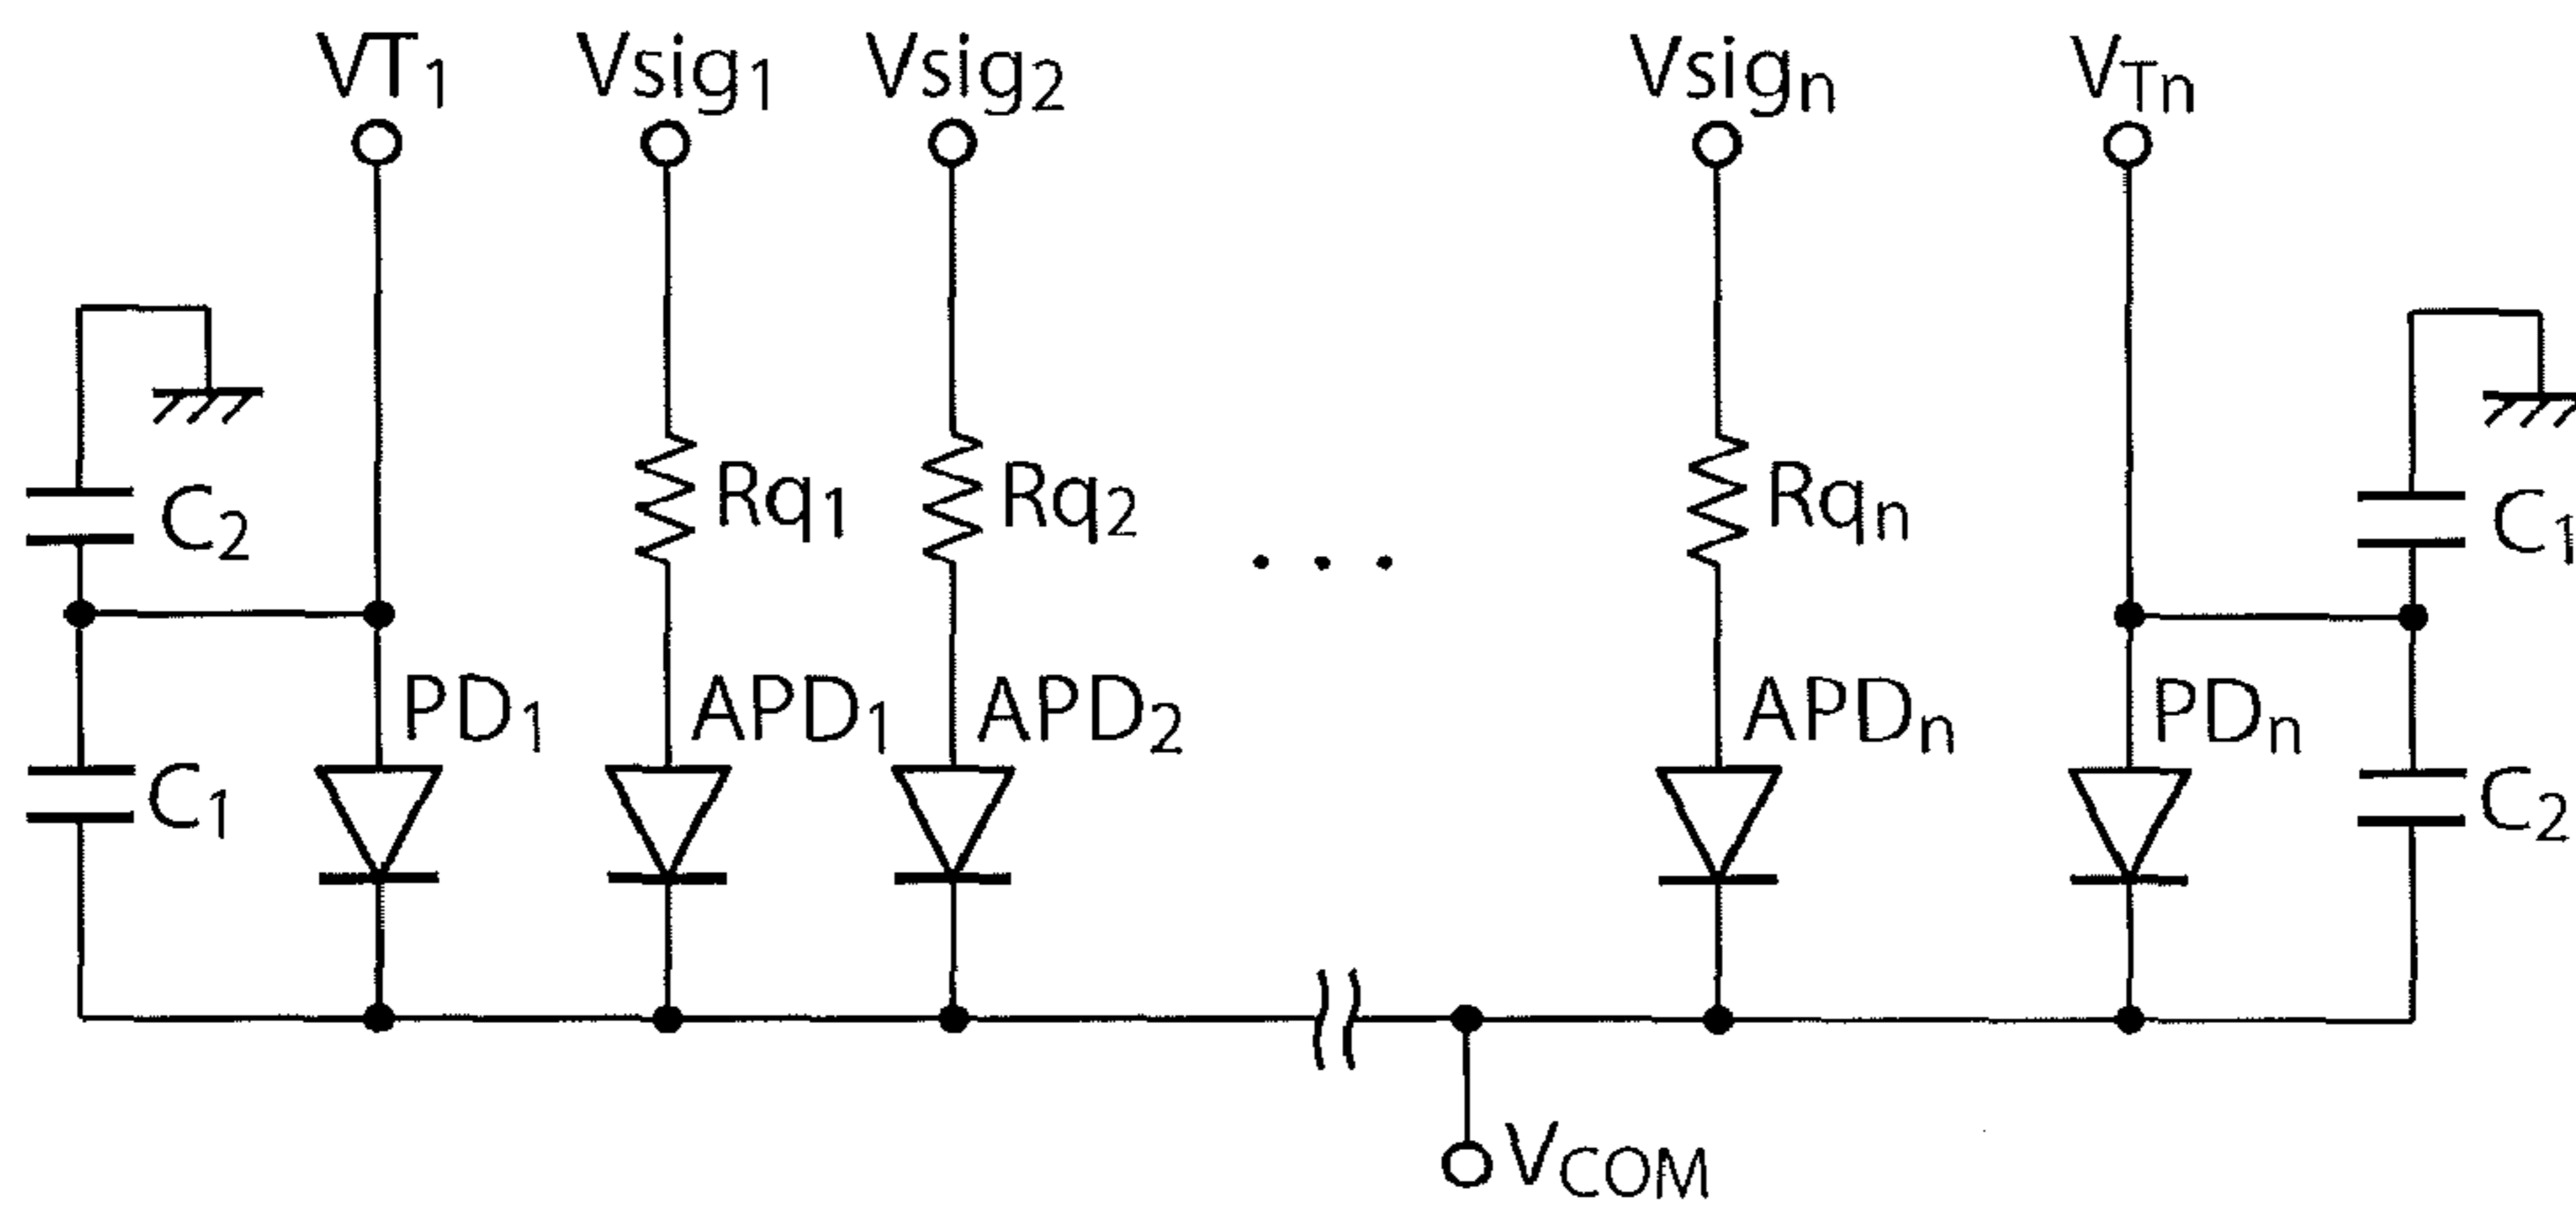 VT1 Vsig1 Vsig2 Vsign VTn
C2 Rq1 Rq2 . . . Rqn C1
C1 PD1 APD1 APD2 APDn PDn C2
VCOM